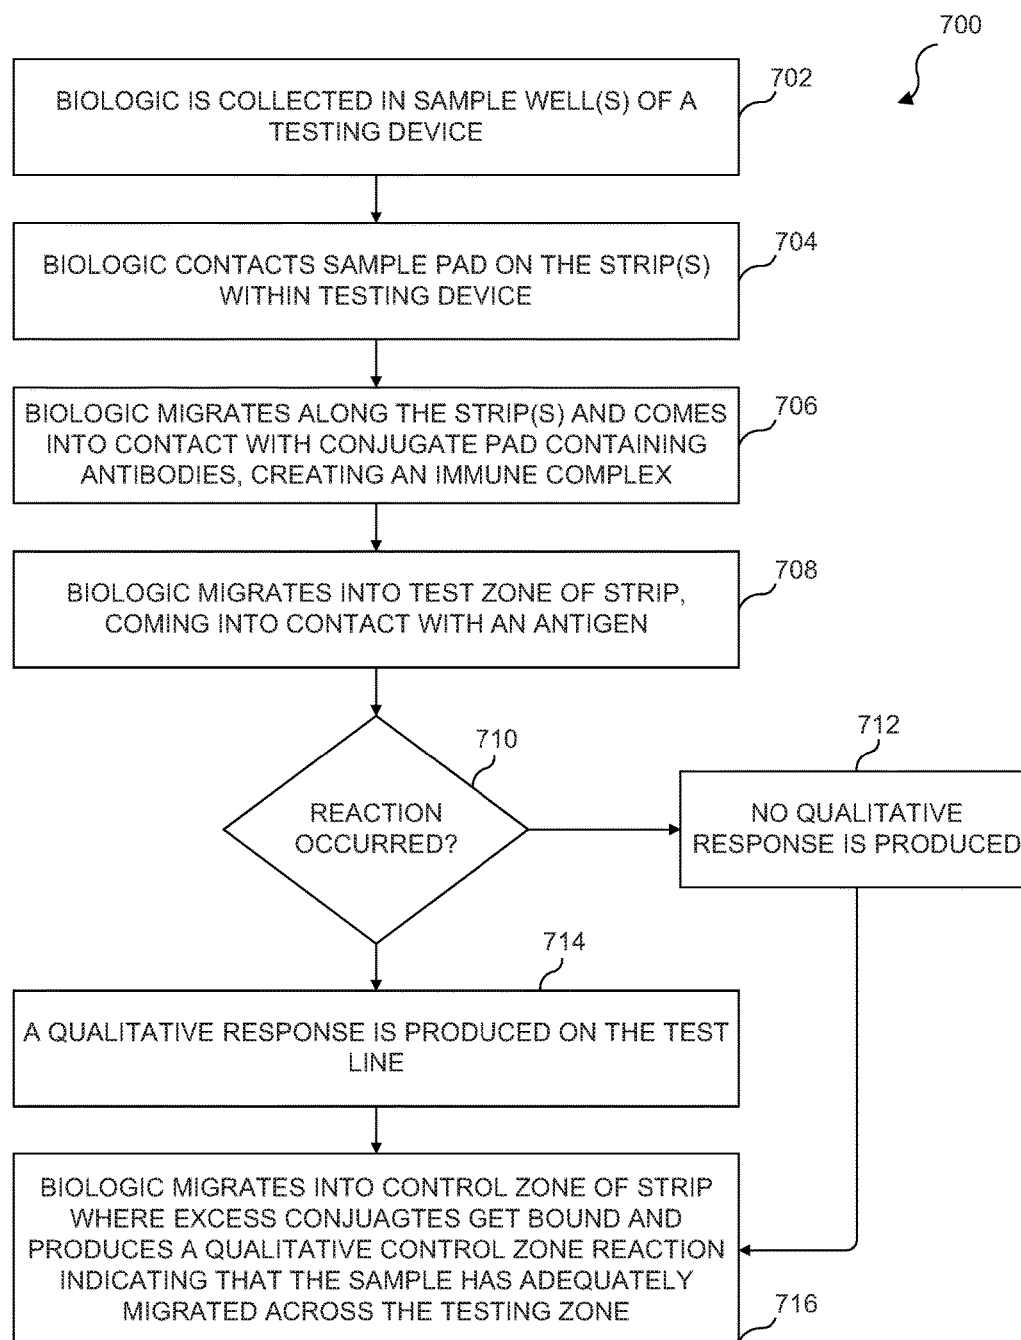 700
702
BIOLOGIC IS COLLECTED IN SAMPLE WELL(S) OF A
TESTING DEVICE
704
BIOLOGIC CONTACTS SAMPLE PAD ON THE STRIP(S)
WITHIN TESTING DEVICE
706
BIOLOGIC MIGRATES ALONG THE STRIP(S) AND COMES
INTO CONTACT WITH CONJUGATE PAD CONTAINING
ANTIBODIES, CREATING AN IMMUNE COMPLEX
708
BIOLOGIC MIGRATES INTO TEST ZONE OF STRIP,
COMING INTO CONTACT WITH AN ANTIGEN
710
REACTION
OCCURRED?
712
NO QUALITATIVE
RESPONSE IS PRODUCED
714
A QUALITATIVE RESPONSE IS PRODUCED ON THE TEST
LINE
BIOLOGIC MIGRATES INTO CONTROL ZONE OF STRIP
WHERE EXCESS CONJUAGTES GET BOUND AND
PRODUCES A QUALITATIVE CONTROL ZONE REACTION
INDICATING THAT THE SAMPLE HAS ADEQUATELY
MIGRATED ACROSS THE TESTING ZONE
716